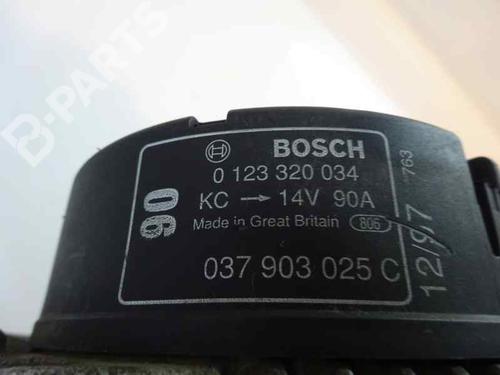 BOSCH
0 123 320 034
KC → 14V 90A
Made in Great Britain 806
037 903 025 C
90
12/97
763
B-PARTS